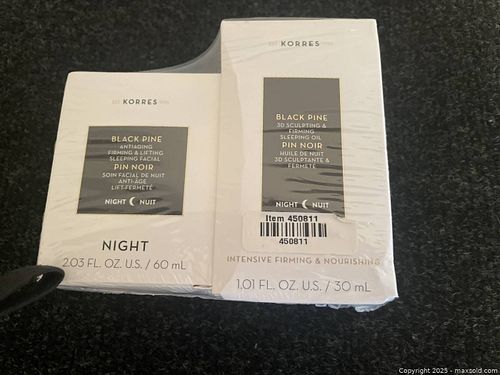 KORRES
BLACK PINE
ANTIAGING
FIRMING & LIFTING
SLEEPING FACIAL
PIN NOIR
SOIN FACIAL DE NUIT
ANTI-AGE
LIFT-FERMETÉ
NIGHT NUIT
NIGHT
2.03 FL. OZ. U.S. / 60 mL
KORRES
BLACK PINE
3D SCULPTING &
FIRMING
SLEEPING OIL
PIN NOIR
HUILE DE NUIT
3D SCULPTANTE &
FERMETÉ
NIGHT NUIT
Item 450811
450811
INTENSIVE FIRMING & NOURISHING
1.01 FL. OZ. U.S. / 30 mL
Copyright © 2025 - maxsold.com